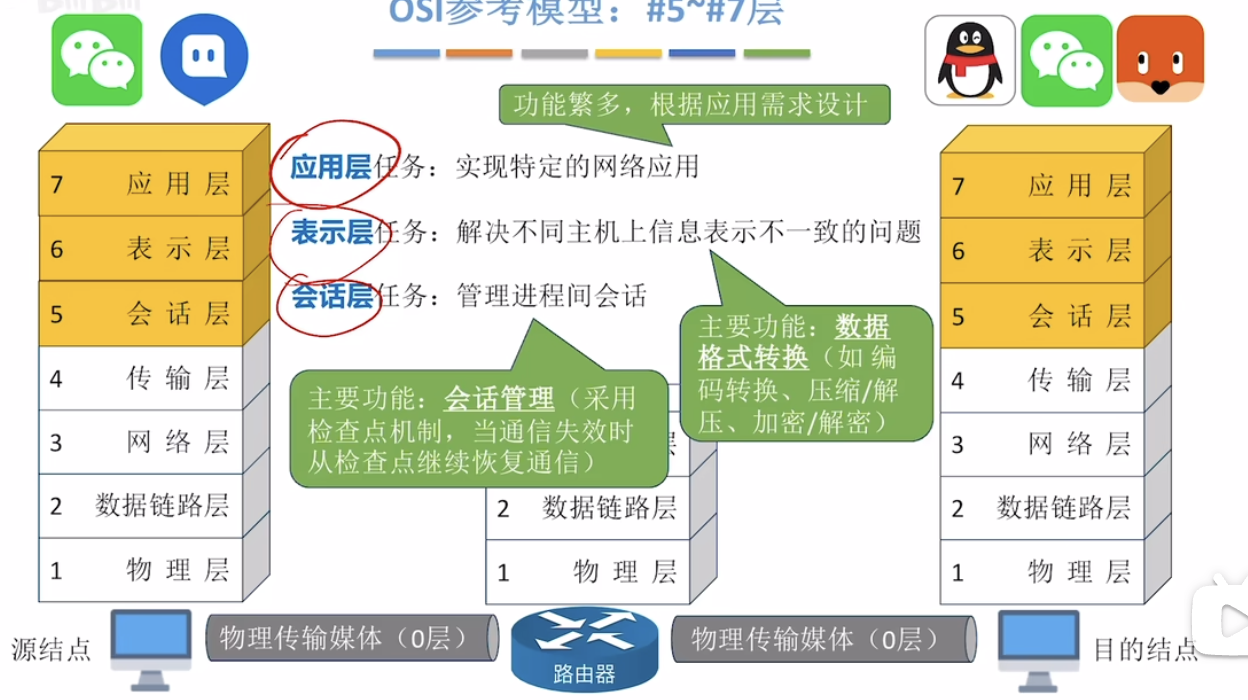 OSI参考模型：#5~#7层
功能繁多，根据应用需求设计
应用层任务：实现特定的网络应用
表示层任务：解决不同主机上信息表示不一致的问题
会话层任务：管理进程间会话
主要功能：数据
格式转换（如 编
码转换、压缩/解
压、加密/解密）
主要功能：会话管理（采用
检查点机制，当通信失效时
从检查点继续恢复通信）
7 应用层
6 表示层
5 会话层
4 传输层
3 网络层
2 数据链路层
1 物理层
层
2 数据链路层
1 物理层
7 应用层
6 表示层
5 会话层
4 传输层
3 网络层
2 数据链路层
1 物理层
源结点
物理传输媒体（0层）
路由器
物理传输媒体（0层）
目的结点